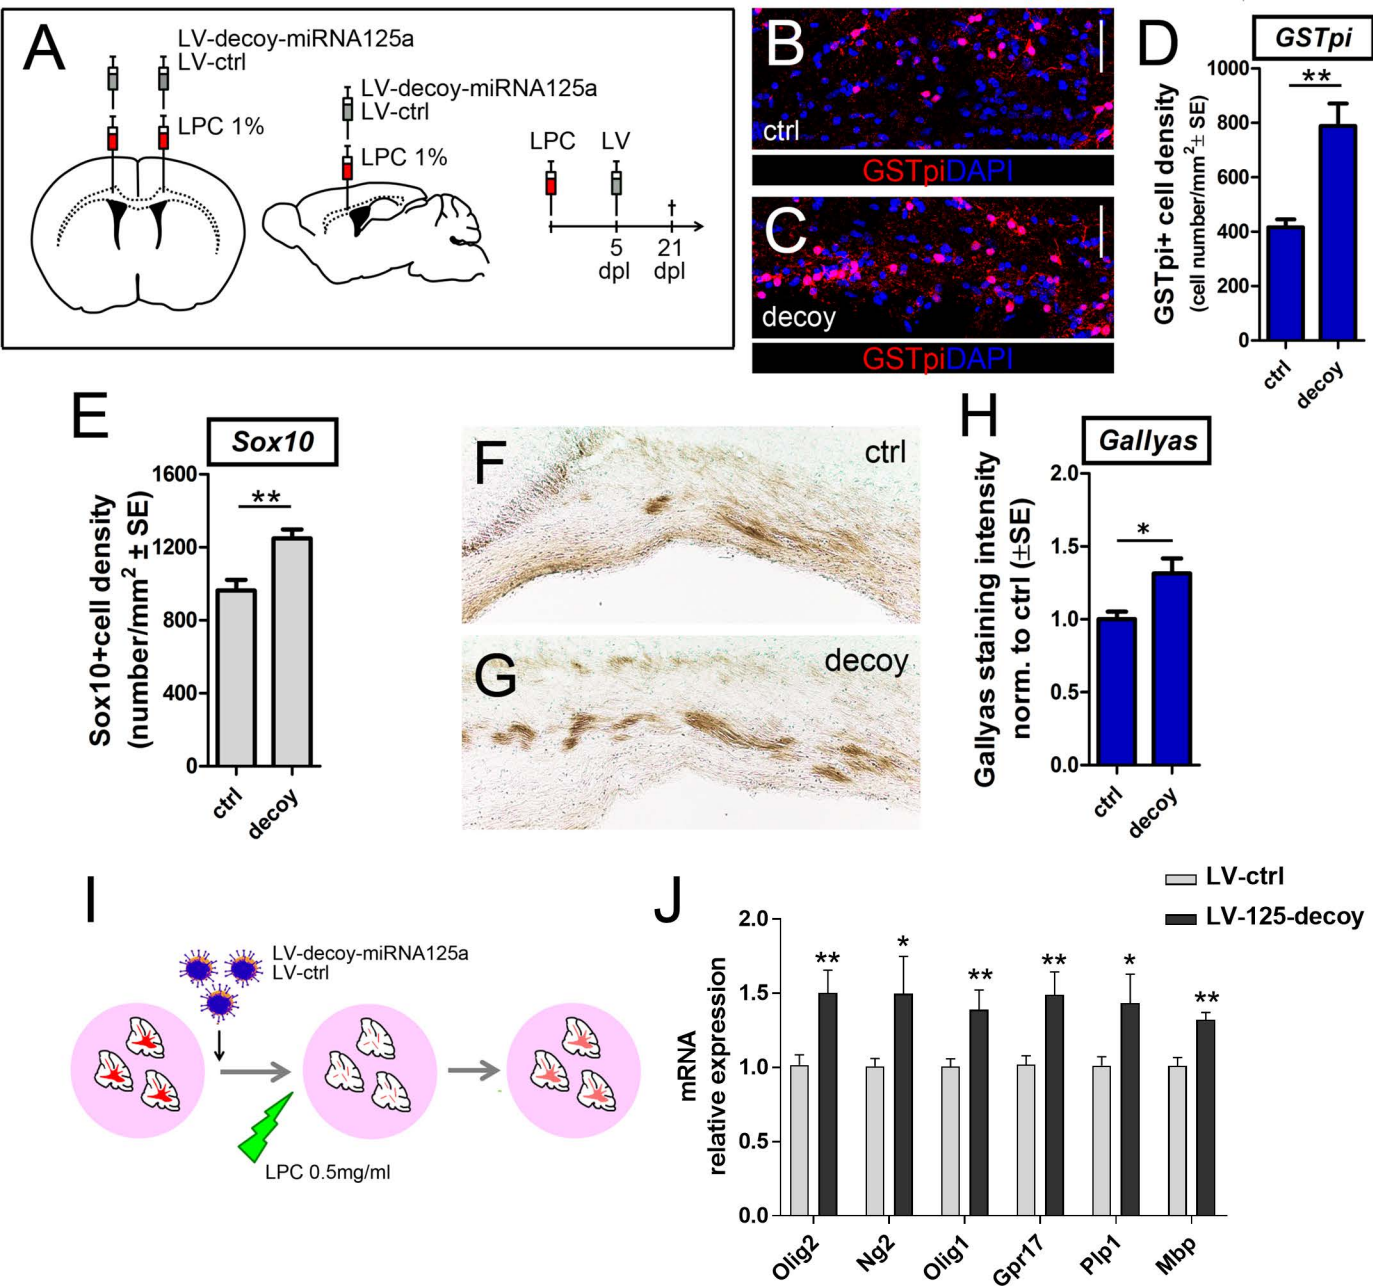 A
LV-decoy-miRNA125a
LV-ctrl
LPC 1%
LV-decoy-miRNA125a
LV-ctrl
LPC 1%
LPC
LV
†
5
dpl
21
dpl
B
ctrl
GSTpiDAPI
C
decoy
GSTpiDAPI
D
GSTpi
**
GSTpi+ cell density
(cell number/mm²± SE)
1000
800
600
400
200
0
ctrl
decoy
E
Sox10
**
Sox10+cell density
(number/mm² ± SE)
1600
1200
800
400
0
ctrl
decoy
F
ctrl
G
decoy
H
Gallyas
*
Gallyas staining intensity
norm. to ctrl (±SE)
2.0
1.5
1.0
0.5
0.0
ctrl
decoy
I
LV-decoy-miRNA125a
LV-ctrl
LPC 0.5mg/ml
J
LV-ctrl
LV-125-decoy
mRNA
relative expression
2.0
1.5
1.0
0.5
0.0
** * ** ** * **
Olig2 Ng2 Olig1 Gpr17 Plp1 Mbp